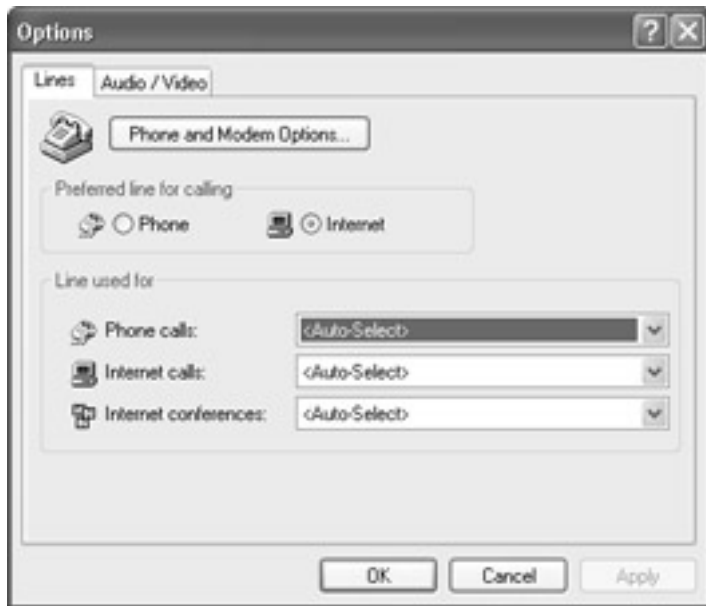 Options
Lines
Audio / Video
Phone and Modem Options...
Preferred line for calling
Phone
Internet
Line used for
Phone calls: <Auto-Select>
Internet calls: <Auto-Select>
Internet conferences: <Auto-Select>
OK
Cancel
Apply